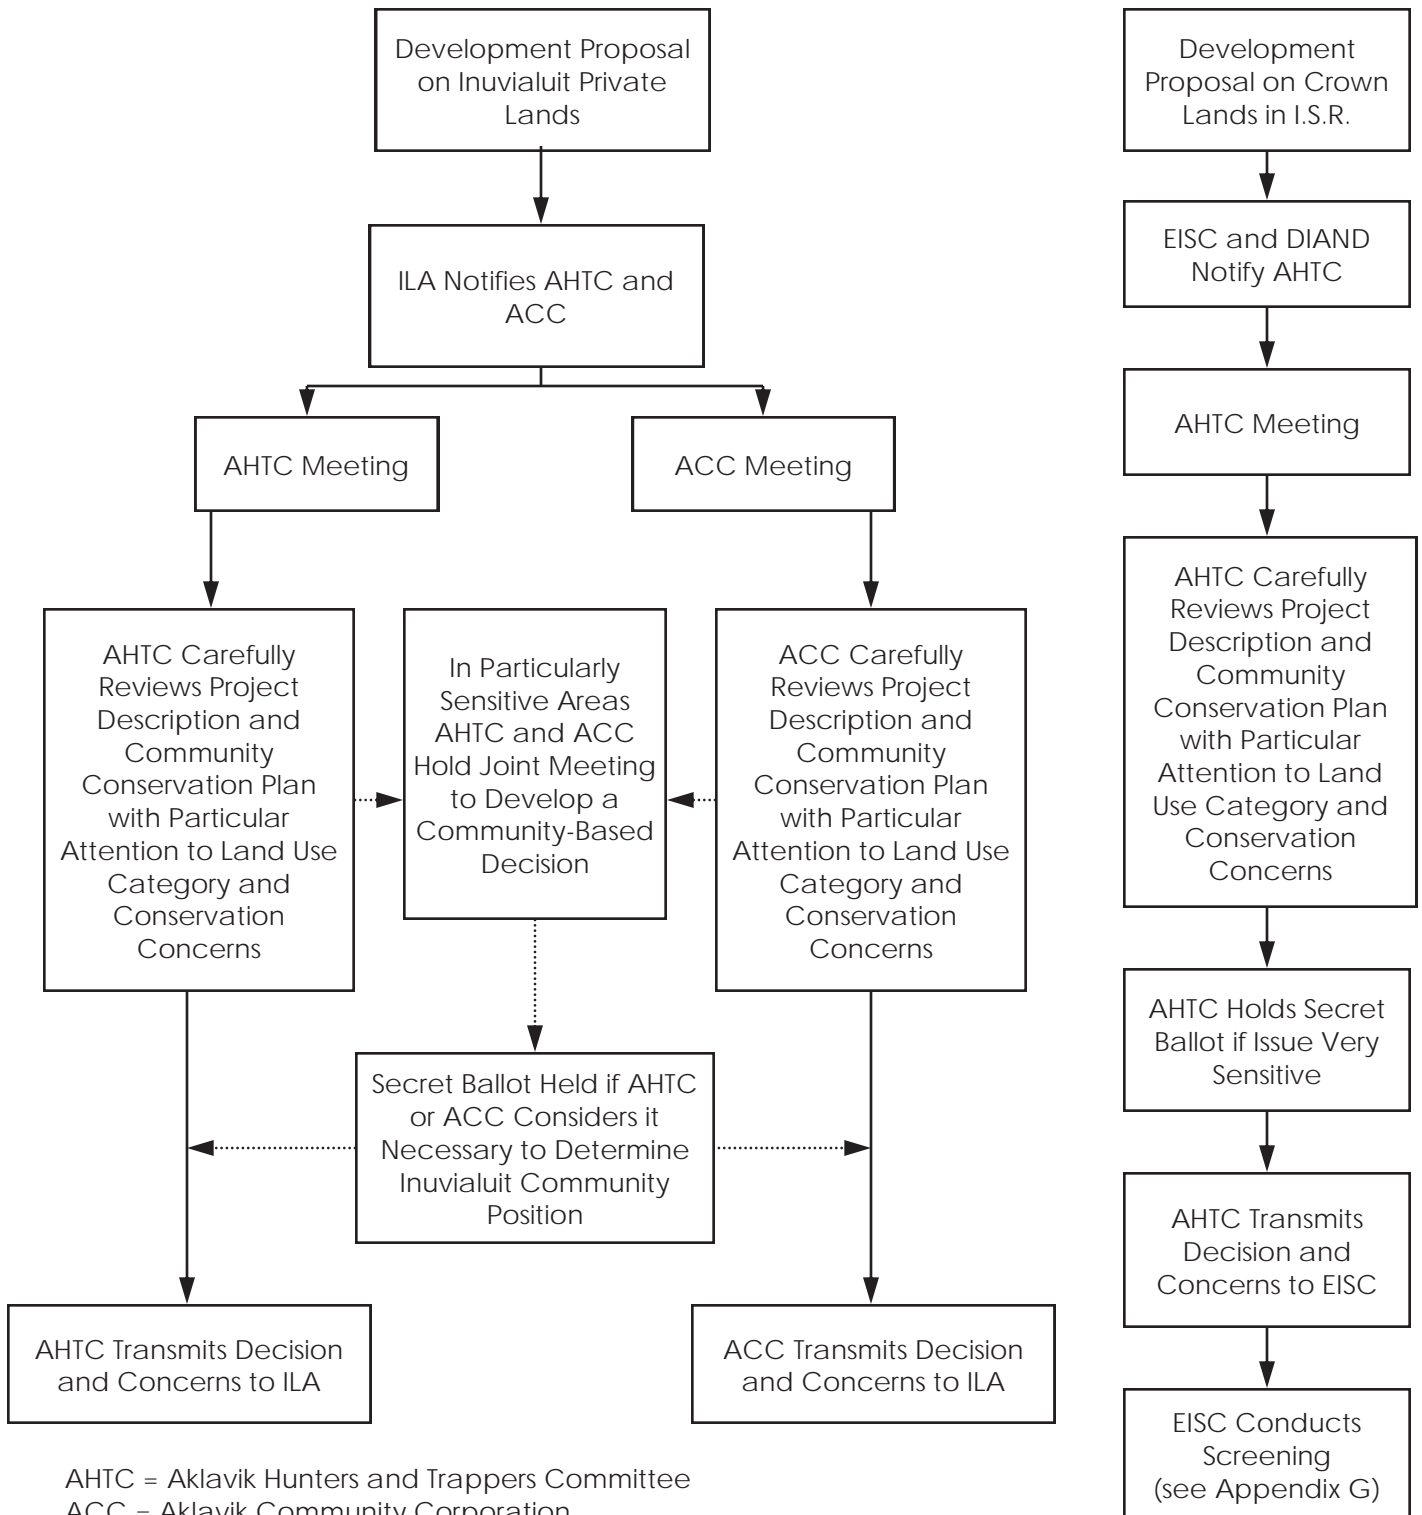 Development Proposal
on Inuvialuit Private
Lands
ILA Notifies AHTC and
ACC
AHTC Meeting
ACC Meeting
AHTC Carefully
Reviews Project
Description and
Community
Conservation Plan
with Particular
Attention to Land Use
Category and
Conservation
Concerns
In Particularly
Sensitive Areas
AHTC and ACC
Hold Joint Meeting
to Develop a
Community-Based
Decision
ACC Carefully
Reviews Project
Description and
Community
Conservation Plan
with Particular
Attention to Land Use
Category and
Conservation
Concerns
Secret Ballot Held if AHTC
or ACC Considers it
Necessary to Determine
Inuvialuit Community
Position
AHTC Transmits Decision
and Concerns to ILA
ACC Transmits Decision
and Concerns to ILA
Development
Proposal on Crown
Lands in I.S.R.
EISC and DIAND
Notify AHTC
AHTC Meeting
AHTC Carefully
Reviews Project
Description and
Community
Conservation Plan
with Particular
Attention to Land
Use Category and
Conservation
Concerns
AHTC Holds Secret
Ballot if Issue Very
Sensitive
AHTC Transmits
Decision and
Concerns to EISC
EISC Conducts
Screening
(see Appendix G)
AHTC = Aklavik Hunters and Trappers Committee
ACC = Aklavik Community Corporation